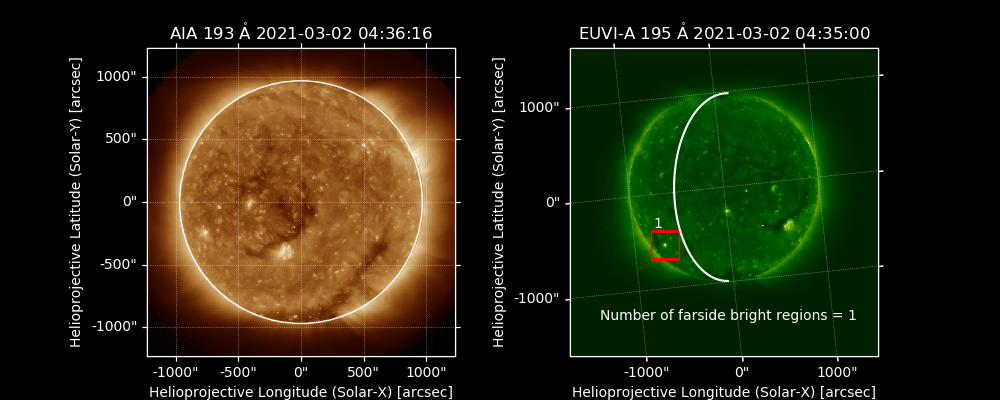 AIA 193 Å 2021-03-02 04:36:16
Helioprojective Latitude (Solar-Y) [arcsec]
1000"
500"
0"
-500"
-1000"
-1000"
-500"
0"
500"
1000"
Helioprojective Longitude (Solar-X) [arcsec]
EUVI-A 195 Å 2021-03-02 04:35:00
Helioprojective Latitude (Solar-Y) [arcsec]
1000"
0"
-1000"
1
Number of farside bright regions = 1
-1000"
0"
1000"
Helioprojective Longitude (Solar-X) [arcsec]